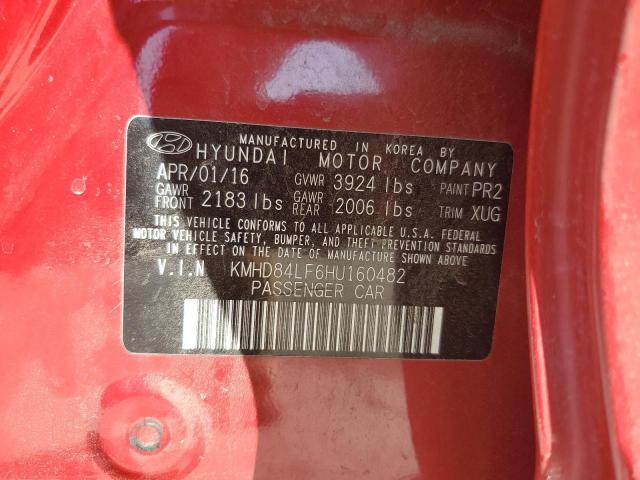 MANUFACTURED IN KOREA BY
HYUNDAI MOTOR COMPANY
APR/01/16 GVWR 3924 lbs PAINT PR2
GAWR FRONT 2183 lbs GAWR REAR 2006 lbs TRIM XUG
THIS VEHICLE CONFORMS TO ALL APPLICABLE U.S.A. FEDERAL
MOTOR VEHICLE SAFETY, BUMPER, AND THEFT PREVENTION STANDARDS
IN EFFECT ON THE DATE OF MANUFACTURE SHOWN ABOVE.
V.I.N KMHD84LF6HU160482
PASSENGER CAR